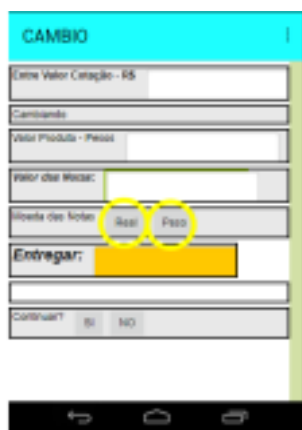 CAMBIO
Entre Valor Cotação - R$
Cambiando
Valor Produto - Pesos
Valor das Notas:
Moeda das Notas Real Peso
Entregar:
Continuar? SI NO